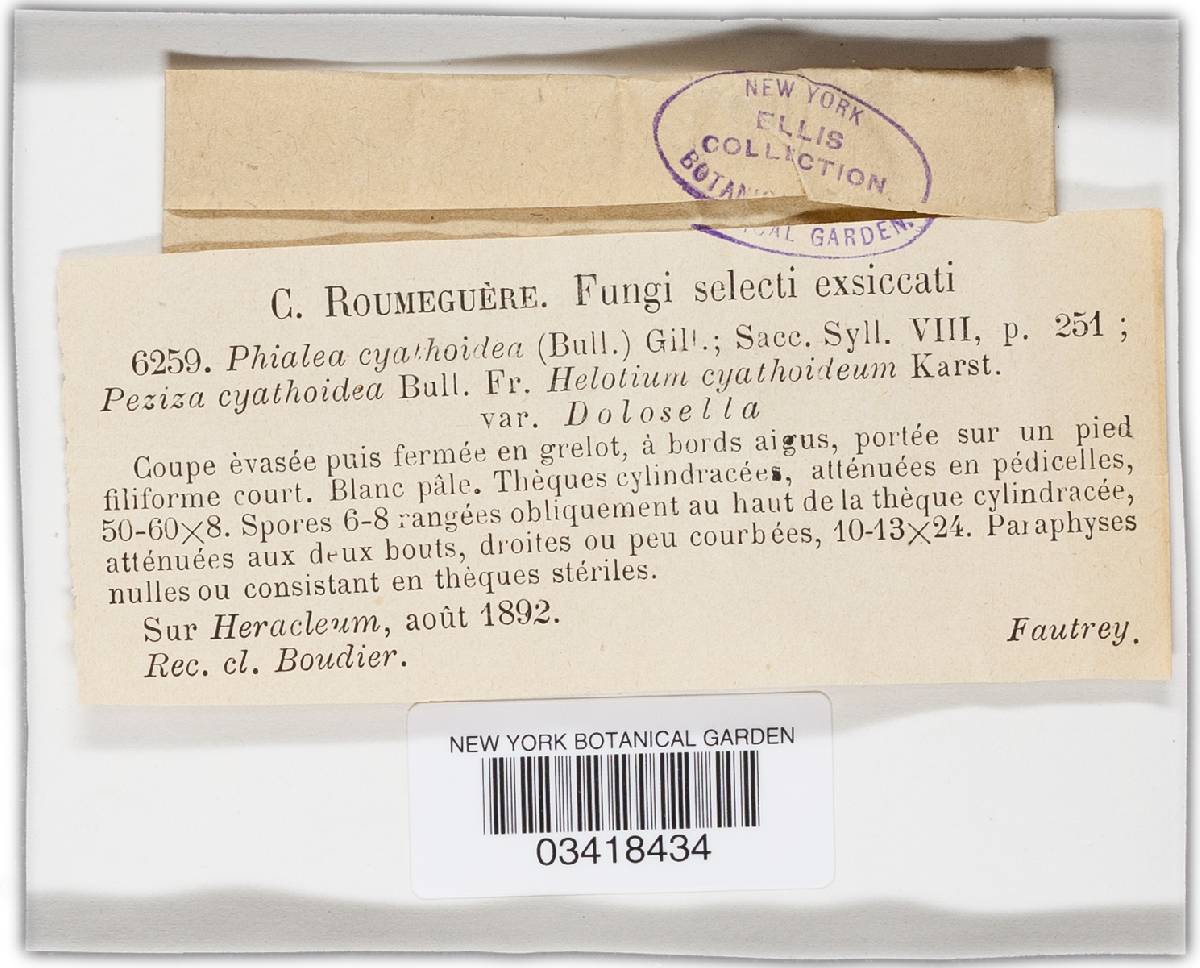 NEW YORK
ELLIS
COLLECTION
BOTANICAL GARDEN.
C. ROUMEGUÈRE. Fungi selecti exsiccati
6259. Phialea cyathoidea (Bull.) Gill.; Sacc. Syll. VIII, p. 251 ;
Peziza cyathoidea Bull. Fr. Helotium cyathoideum Karst.
var. Dolosella
Coupe èvasée puis fermée en grelot, à bords aigus, portée sur un pied
filiforme court. Blanc pâle. Thèques cylindracées, atténuées en pédicelles,
50-60×8. Spores 6-8 rangées obliquement au haut de la thèque cylindracée,
atténuées aux deux bouts, droites ou peu courbées, 10-13×24. Paraphyses
nulles ou consistant en thèques stériles.
Sur Heracleum, août 1892.
Fautrey.
Rec. cl. Boudier.
NEW YORK BOTANICAL GARDEN
03418434